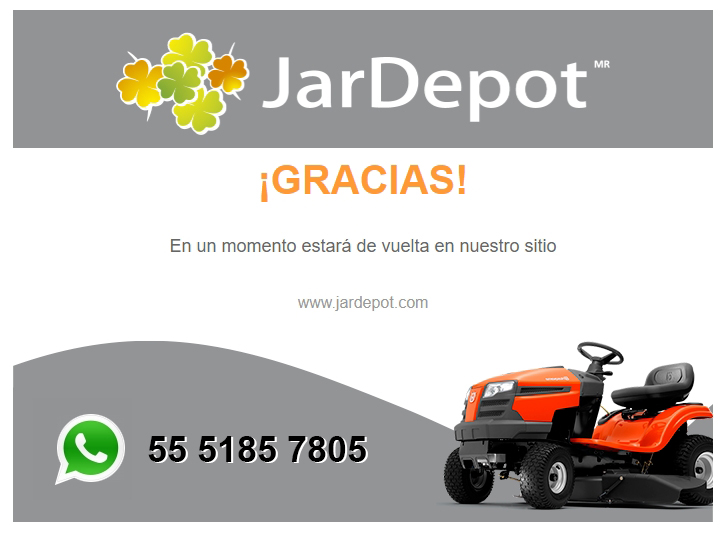 JarDepot MR
¡GRACIAS!
En un momento estará de vuelta en nuestro sitio
www.jardepot.com
55 5185 7805